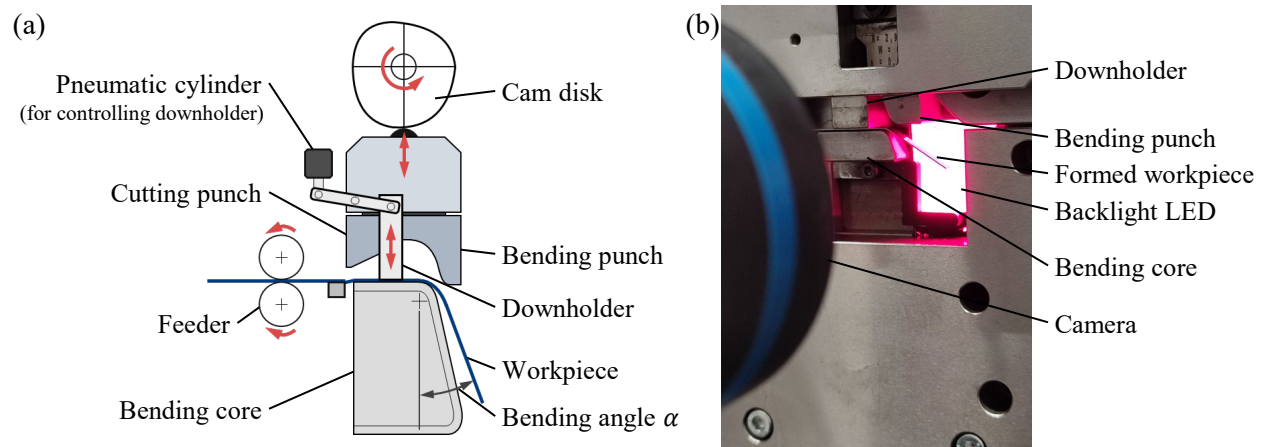 (a)
Pneumatic cylinder
(for controlling downholder)
Cam disk
Cutting punch
Bending punch
Feeder
Downholder
Workpiece
Bending core
Bending angle α
(b)
Downholder
Bending punch
Formed workpiece
Backlight LED
Bending core
Camera